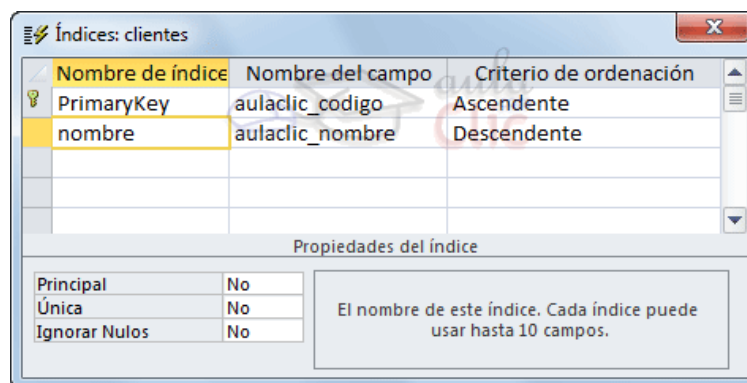 Índices: clientes
Nombre de índice Nombre del campo Criterio de ordenación
PrimaryKey aulaclic_codigo Ascendente
nombre aulaclic_nombre Descendente
aula
Clic
Propiedades del índice
Principal No
Única No
Ignorar Nulos No
El nombre de este índice. Cada índice puede
usar hasta 10 campos.